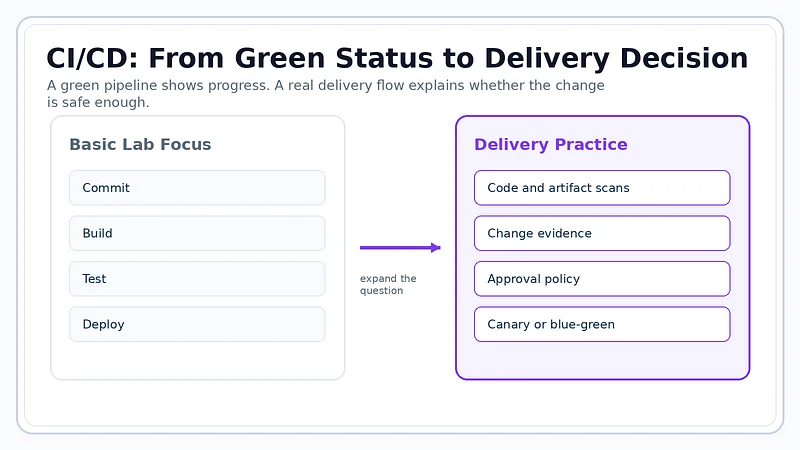 CI/CD: From Green Status to Delivery Decision
A green pipeline shows progress. A real delivery flow explains whether the change
is safe enough.
Basic Lab Focus
Commit
Build
Test
Deploy
expand the
question
Delivery Practice
Code and artifact scans
Change evidence
Approval policy
Canary or blue-green